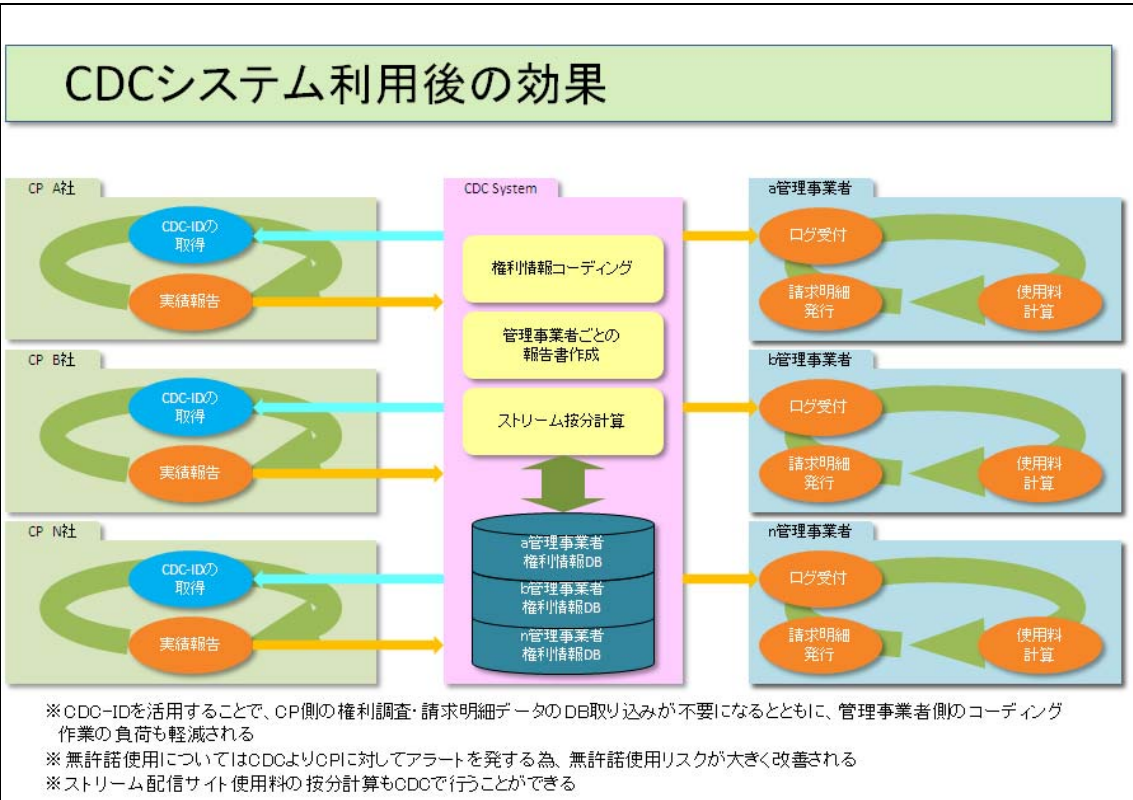 CDCシステム利用後の効果
CP A社
CDC-IDの
取得
実績報告
CP B社
CDC-IDの
取得
実績報告
CP N社
CDC-IDの
取得
実績報告
CDC System
権利情報コーディング
管理事業者ごとの
報告書作成
ストリーム按分計算
a管理事業者
権利情報DB
b管理事業者
権利情報DB
n管理事業者
権利情報DB
a管理事業者
ログ受付
請求明細
発行
使用料
計算
b管理事業者
ログ受付
請求明細
発行
使用料
計算
n管理事業者
ログ受付
請求明細
発行
使用料
計算
※CDC-IDを活用することで、CP側の権利調査・請求明細データのDB取り込みが不要になるとともに、管理事業者側のコーディング
作業の負荷も軽減される
※無許諾使用についてはCDCよりCPに対してアラートを発する為、無許諾使用リスクが大きく改善される
※ストリーム配信サイト使用料の按分計算もCDCで行うことができる